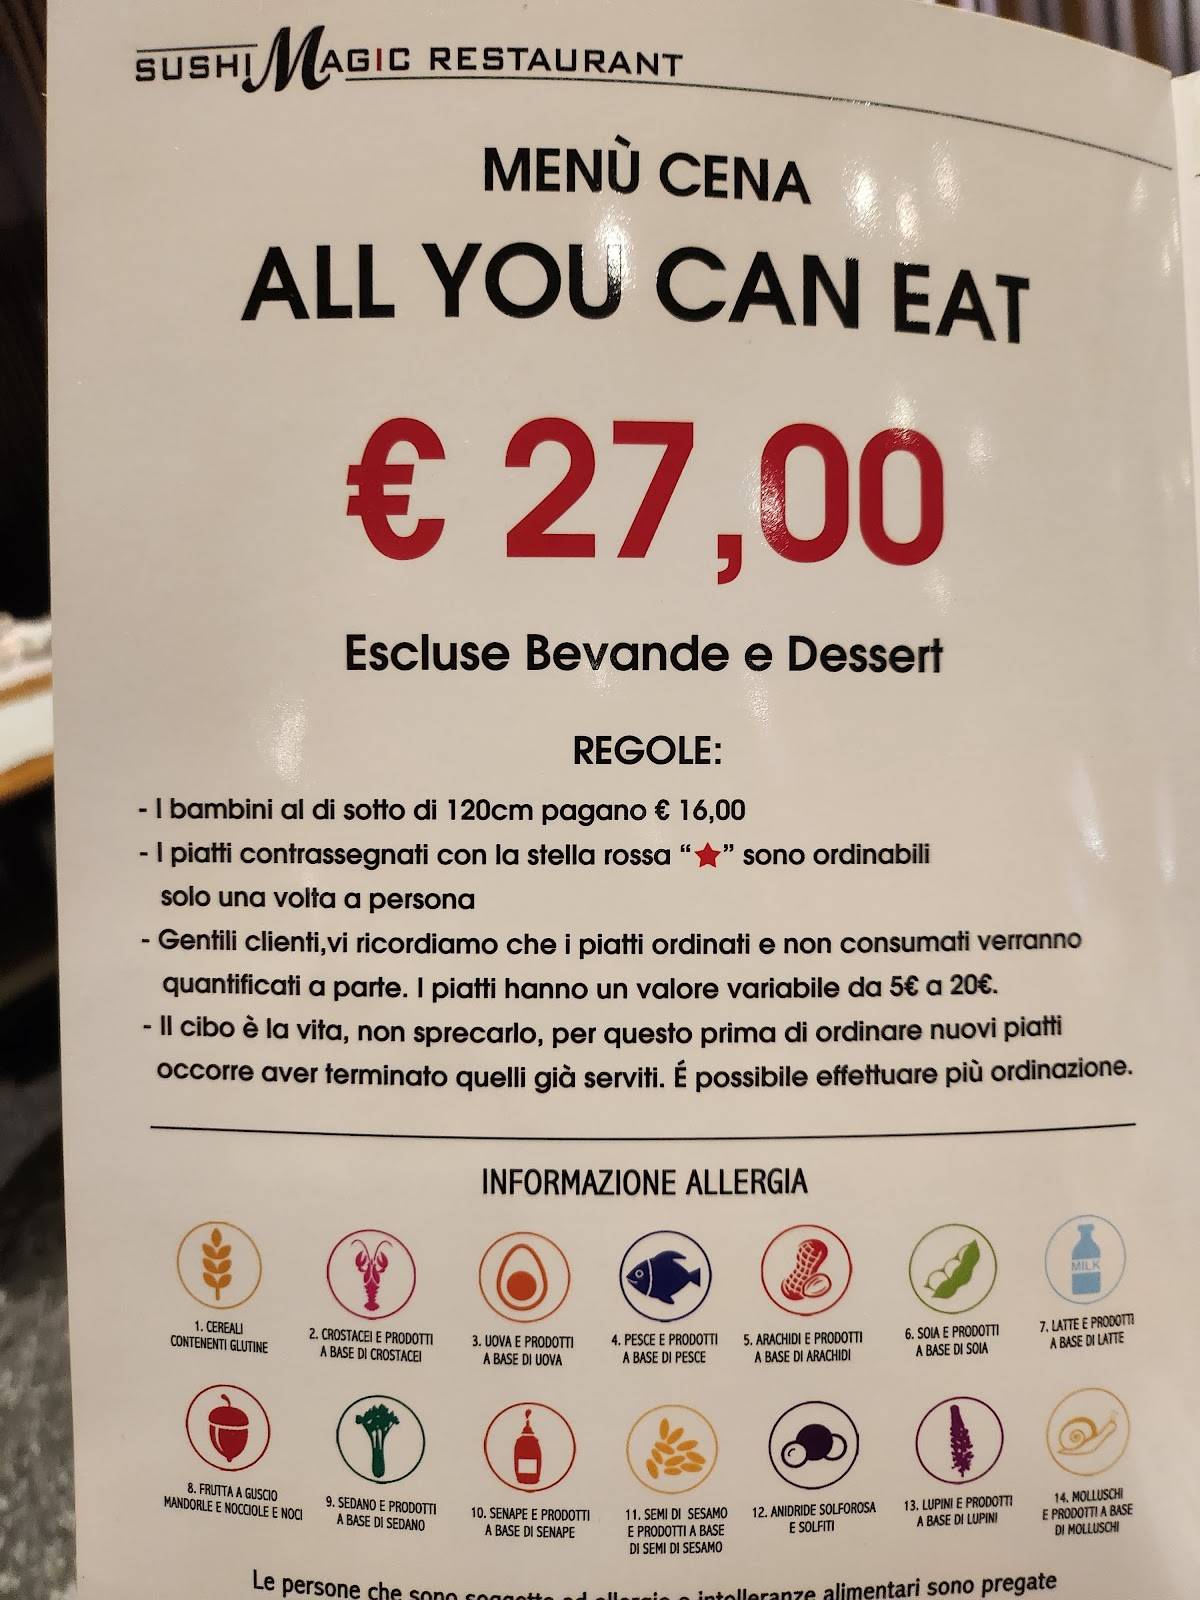 SUSHI MAGIC RESTAURANT
MENÙ CENA
ALL YOU CAN EAT
€ 27,00
Escluse Bevande e Dessert
REGOLE:
- I bambini al di sotto di 120cm pagano € 16,00
- I piatti contrassegnati con la stella rossa “★” sono ordinabili
solo una volta a persona
- Gentili clienti,vi ricordiamo che i piatti ordinati e non consumati verranno
quantificati a parte. I piatti hanno un valore variabile da 5€ a 20€.
- Il cibo è la vita, non sprecarlo, per questo prima di ordinare nuovi piatti
occorre aver terminato quelli già serviti. É possibile effettuare più ordinazione.
INFORMAZIONE ALLERGIA
MILK
1. CEREALI
CONTENENTI GLUTINE
2. CROSTACEI E PRODOTTI
A BASE DI CROSTACEI
3. UOVA E PRODOTTI
A BASE DI UOVA
4. PESCE E PRODOTTI
A BASE DI PESCE
5. ARACHIDI E PRODOTTI
A BASE DI ARACHIDI
6. SOIA E PRODOTTI
A BASE DI SOIA
7. LATTE E PRODOTTI
A BASE DI LATTE
8. FRUTTA A GUSCIO
MANDORLE E NOCCIOLE E NOCI
9. SEDANO E PRODOTTI
A BASE DI SEDANO
10. SENAPE E PRODOTTI
A BASE DI SENAPE
11. SEMI DI SESAMO
E PRODOTTI A BASE
DI SEMI DI SESAMO
12. ANIDRIDE SOLFOROSA
E SOLFITI
13. LUPINI E PRODOTTI
A BASE DI LUPINI
14. MOLLUSCHI
E PRODOTTI A BASE
DI MOLLUSCHI
Le persone che sono soggette ad allergie o intolleranze alimentari sono pregate